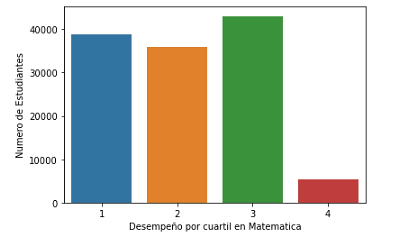 Numero de Estudiantes
40000
30000
20000
10000
0
1 2 3 4
Desempeño por cuartil en Matematica